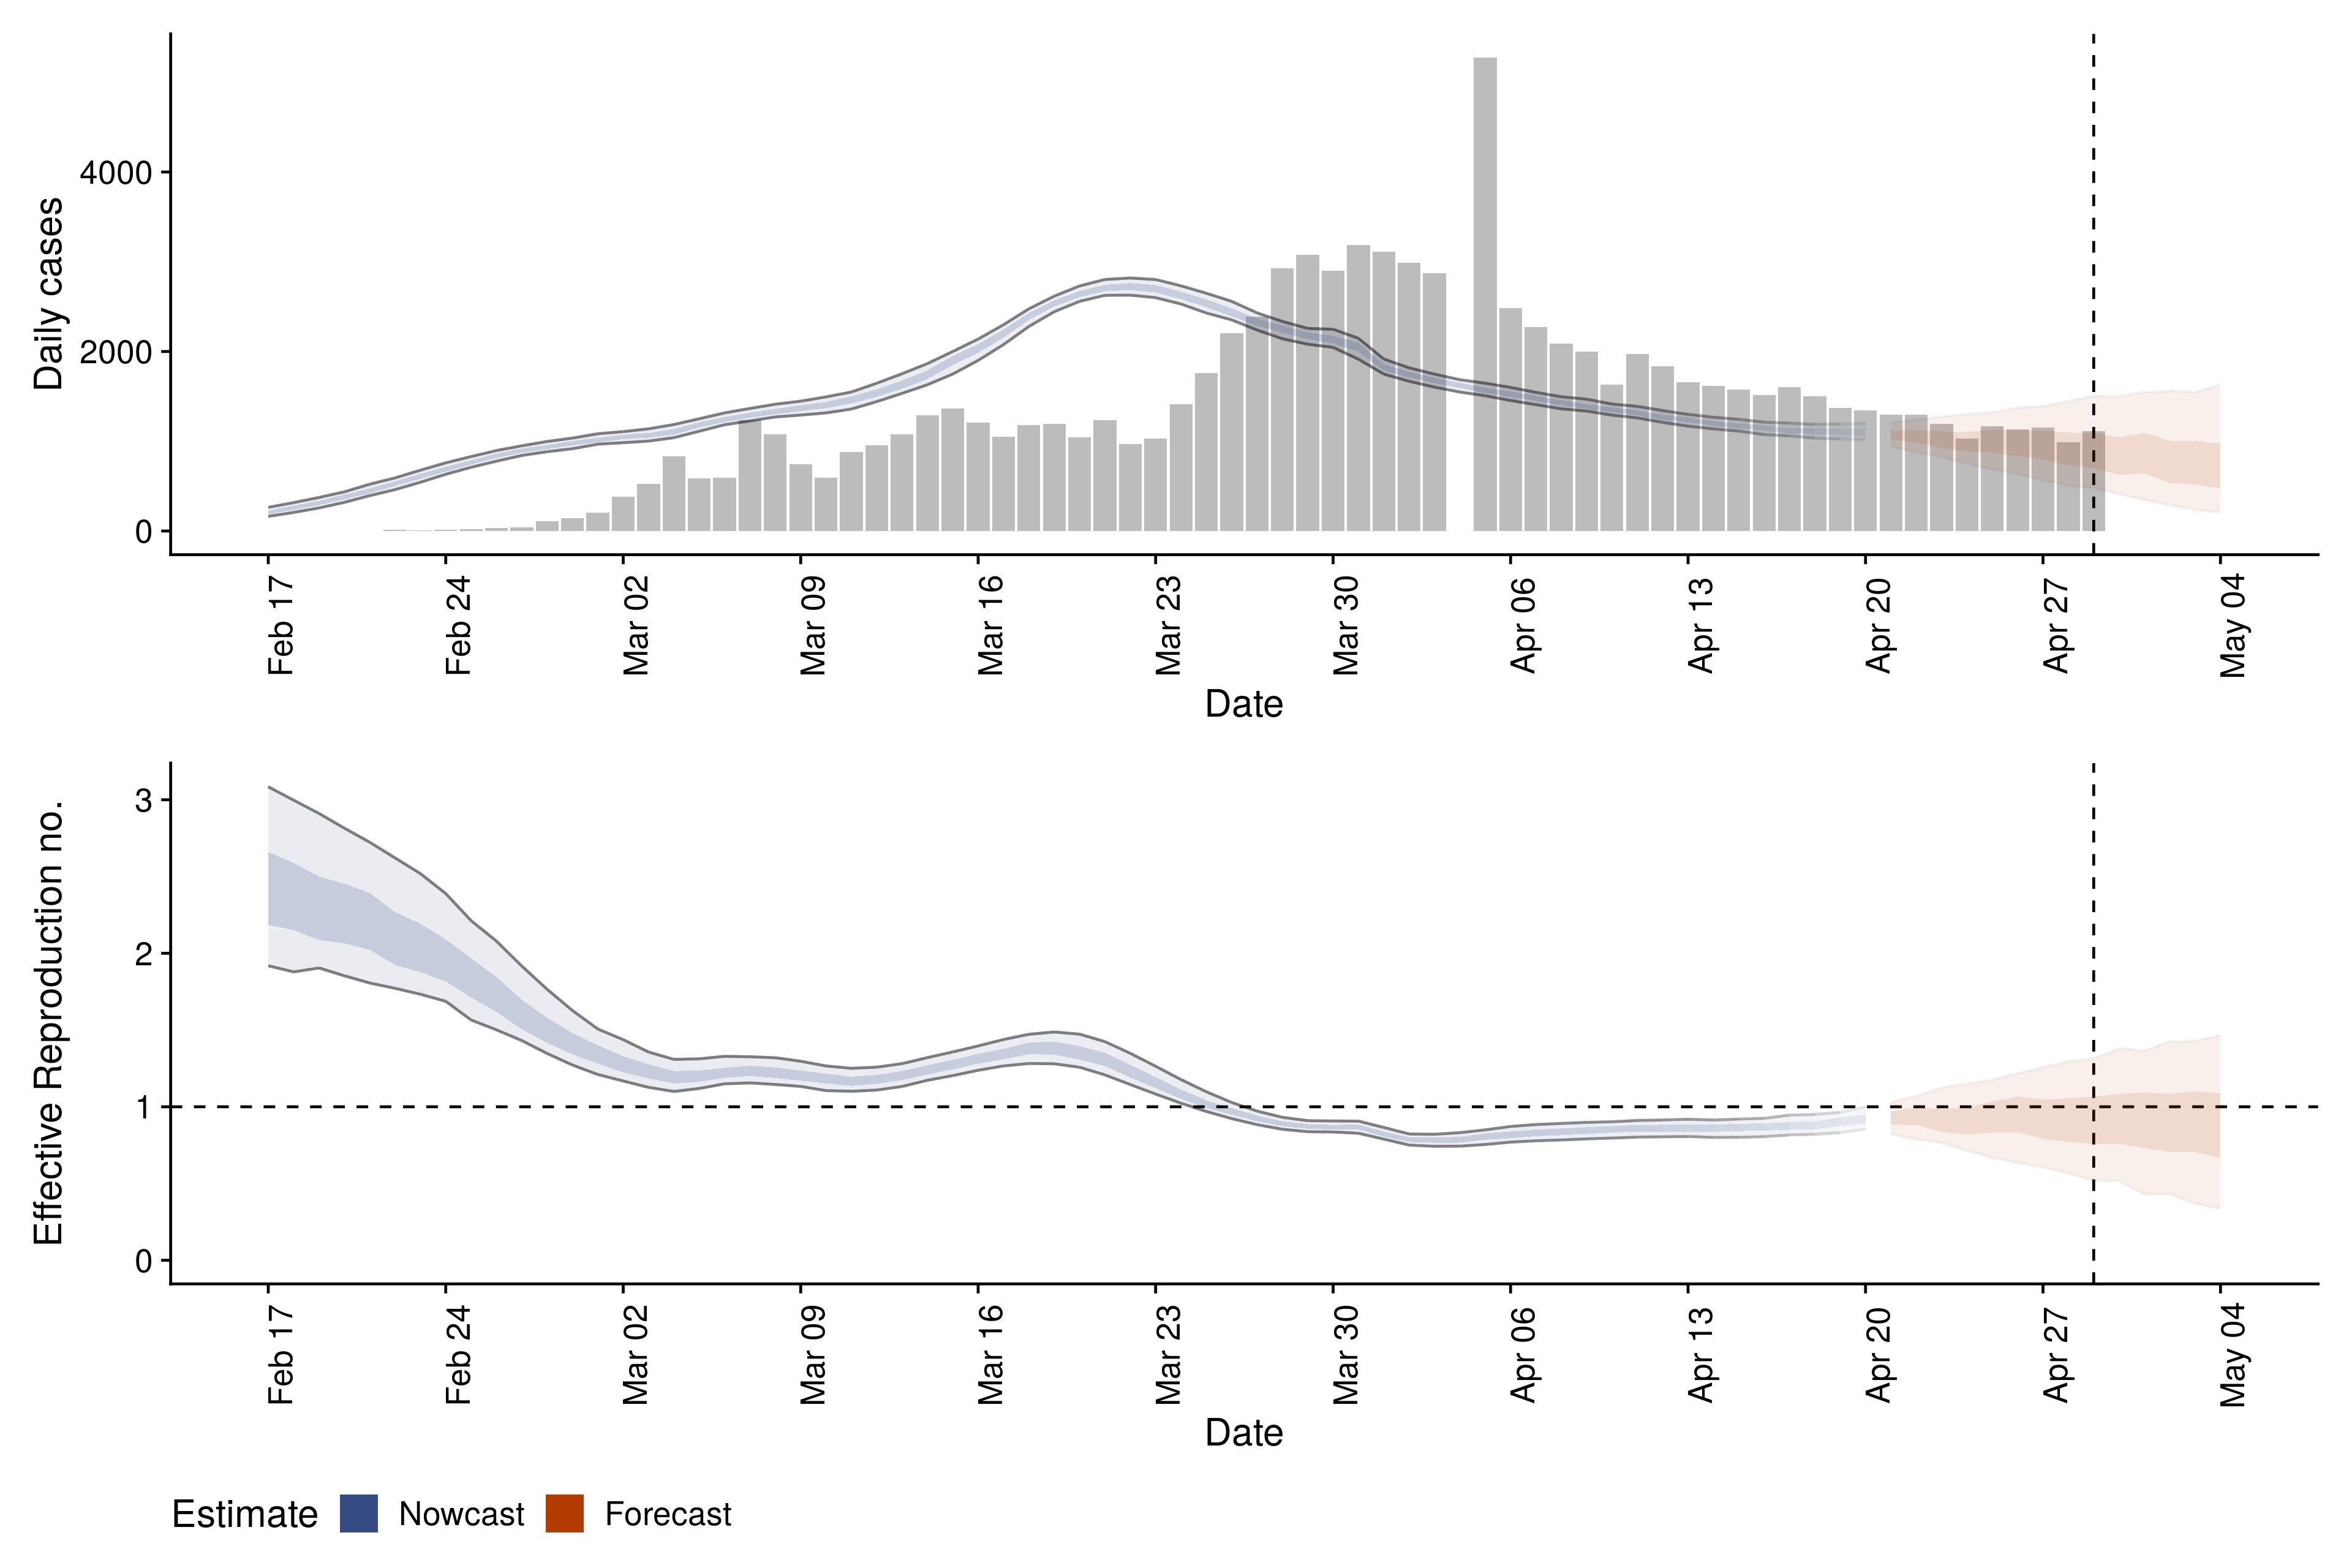 Daily cases
4000
2000
0
Feb 17
Feb 24
Mar 02
Mar 09
Mar 16
Mar 23
Mar 30
Apr 06
Apr 13
Apr 20
Apr 27
May 04
Date
Effective Reproduction no.
3
2
1
0
Feb 17
Feb 24
Mar 02
Mar 09
Mar 16
Mar 23
Mar 30
Apr 06
Apr 13
Apr 20
Apr 27
May 04
Date
Estimate Nowcast Forecast